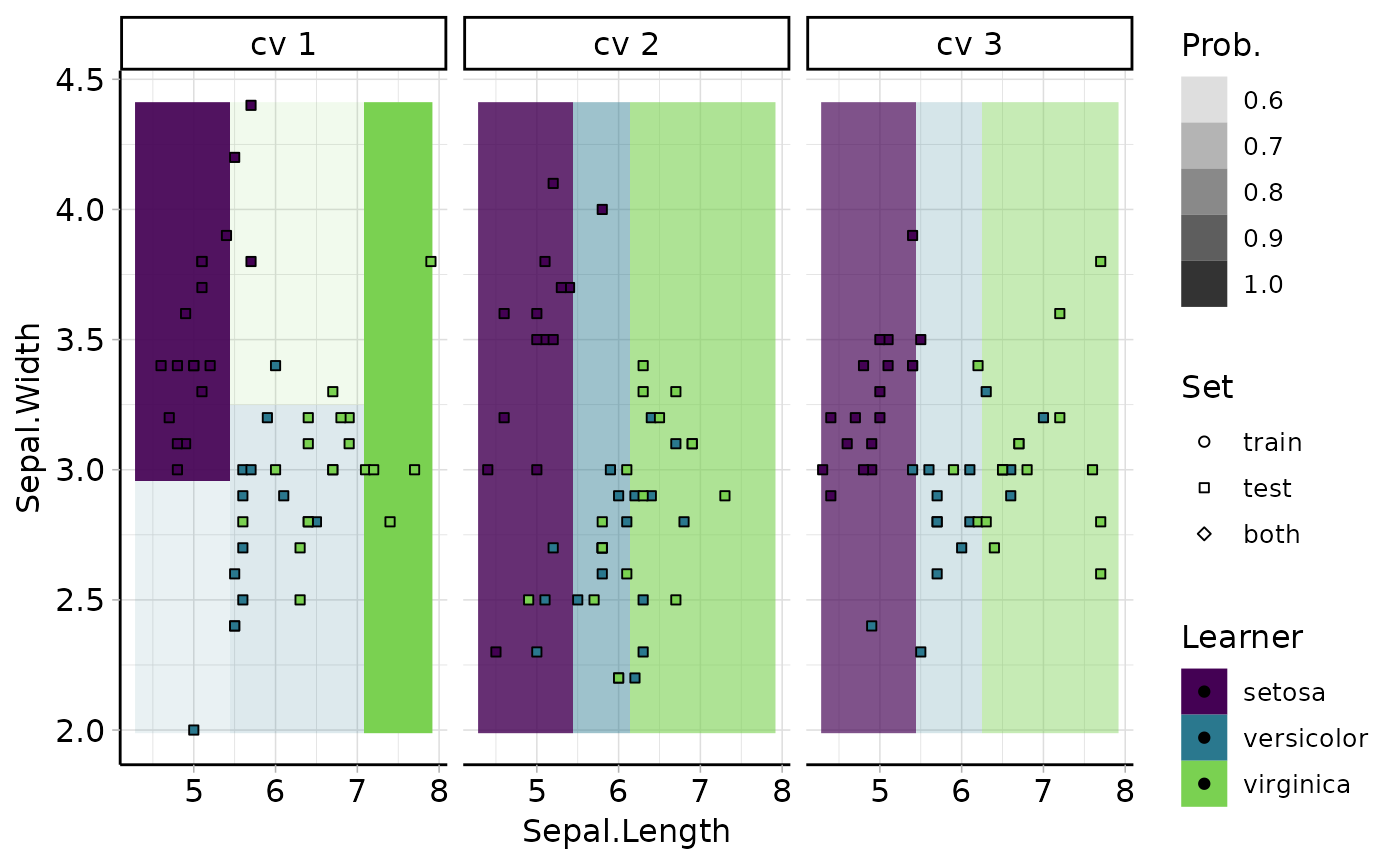 cv 1
cv 2
cv 3
Sepal.Width
4.5
4.0
3.5
3.0
2.5
2.0
5 6 7 8
5 6 7 8
5 6 7 8
Sepal.Length
Prob.
0.6
0.7
0.8
0.9
1.0
Set
train
test
both
Learner
setosa
versicolor
virginica